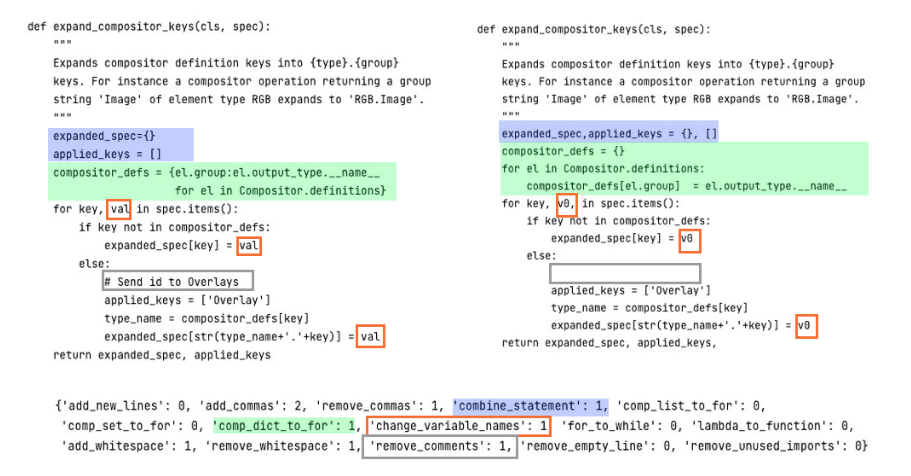 def expand_compositor_keys(cls, spec):
"""
Expands compositor definition keys into {type}.{group}
keys. For instance a compositor operation returning a group
string 'Image' of element type RGB expands to 'RGB.Image'.
"""
expanded_spec={}
applied_keys = []
compositor_defs = {el.group:el.output_type.__name__
for el in Compositor.definitions}
for key, val in spec.items():
if key not in compositor_defs:
expanded_spec[key] = val
else:
# Send id to Overlays
applied_keys = ['Overlay']
type_name = compositor_defs[key]
expanded_spec[str(type_name+'.'+key)] = val
return expanded_spec, applied_keys
def expand_compositor_keys(cls, spec):
"""
Expands compositor definition keys into {type}.{group}
keys. For instance a compositor operation returning a group
string 'Image' of element type RGB expands to 'RGB.Image'.
"""
expanded_spec,applied_keys = {}, []
compositor_defs = {}
for el in Compositor.definitions:
compositor_defs[el.group]  = el.output_type.__name__
for key, v0, in spec.items():
if key not in compositor_defs:
expanded_spec[key] = v0
else:
applied_keys = ['Overlay']
type_name = compositor_defs[key]
expanded_spec[str(type_name+'.'+key)] = v0
return expanded_spec, applied_keys,
{'add_new_lines': 0, 'add_commas': 2, 'remove_commas': 1, 'combine_statement': 1, 'comp_list_to_for': 0,
'comp_set_to_for': 0, 'comp_dict_to_for': 1, 'change_variable_names': 1 'for_to_while': 0, 'lambda_to_function': 0,
'add_whitespace': 1, 'remove_whitespace': 1, 'remove_comments': 1, 'remove_empty_line': 0, 'remove_unused_imports': 0}